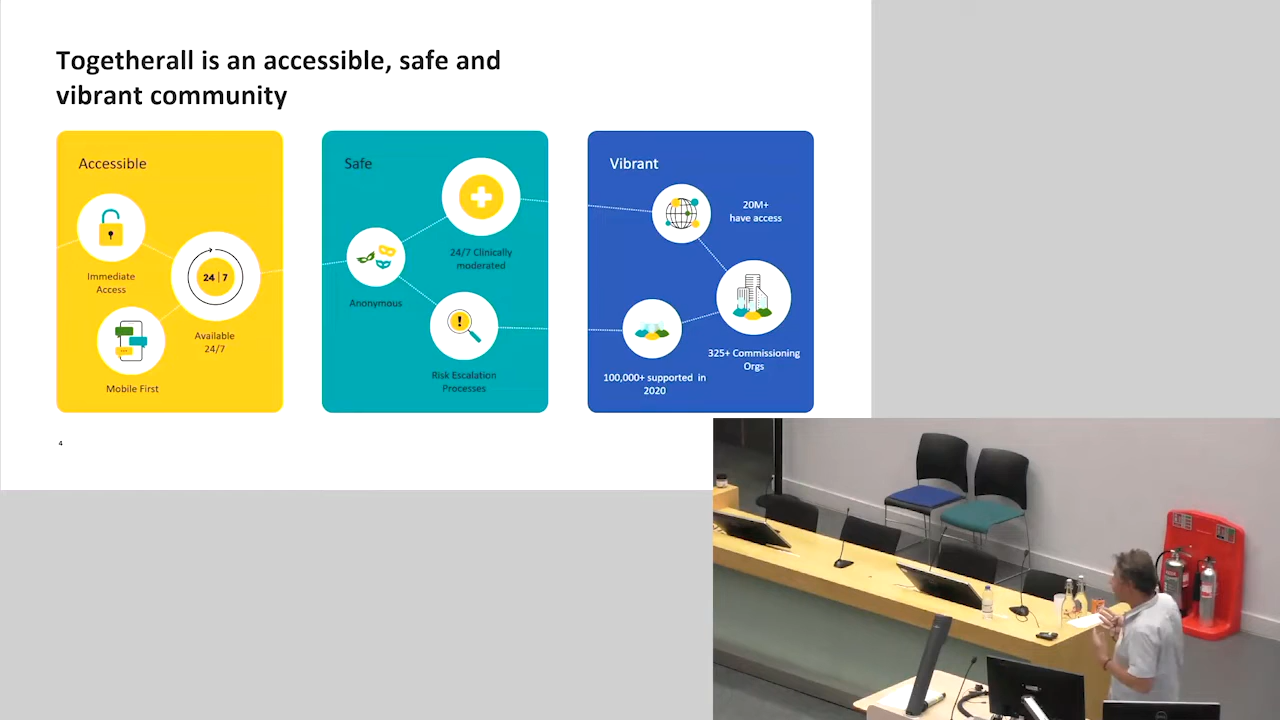 Togetherall is an accessible, safe and
vibrant community
Accessible
Immediate
Access
24|7
Available
24/7
Mobile First
Safe
24/7 Clinically
moderated
Anonymous
Risk Escalation
Processes
Vibrant
20M+
have access
325+ Commissioning
Orgs
100,000+ supported in
2020
4